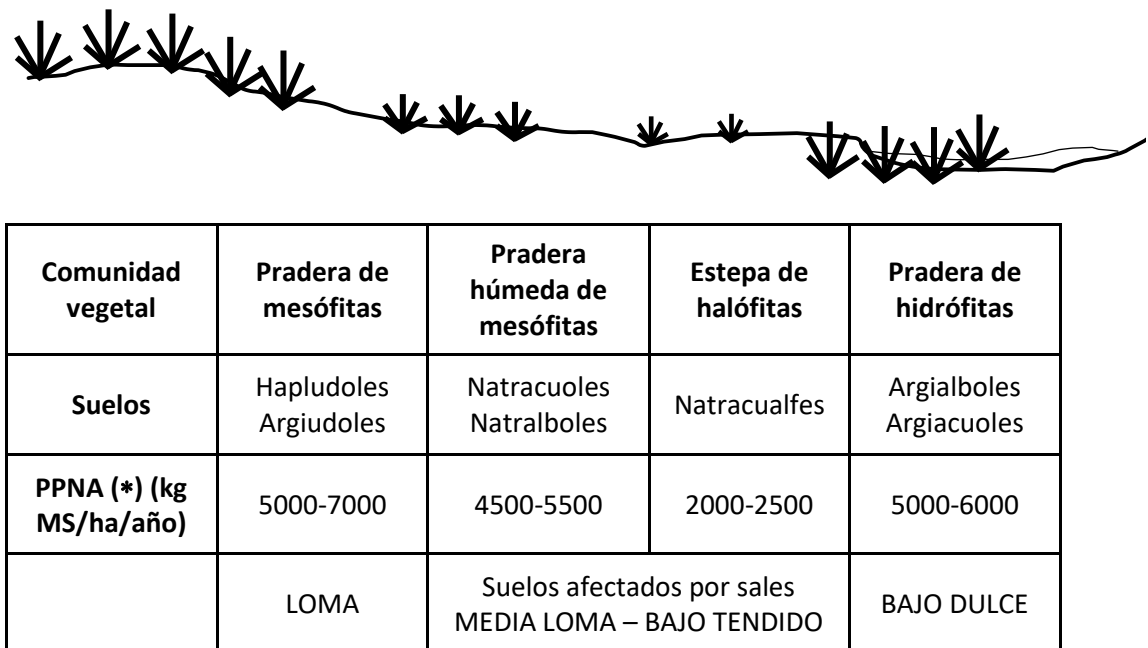 Comunidad vegetal
Pradera de mesófitas
Pradera húmeda de mesófitas
Estepa de halófitas
Pradera de hidrófitas
Suelos
Hapludoles Argiudoles
Natracuoles Natralboles
Natracualfes
Argialboles Argiacuoles
PPNA (*) (kg MS/ha/año)
5000-7000
4500-5500
2000-2500
5000-6000
LOMA
Suelos afectados por sales
MEDIA LOMA – BAJO TENDIDO
BAJO DULCE